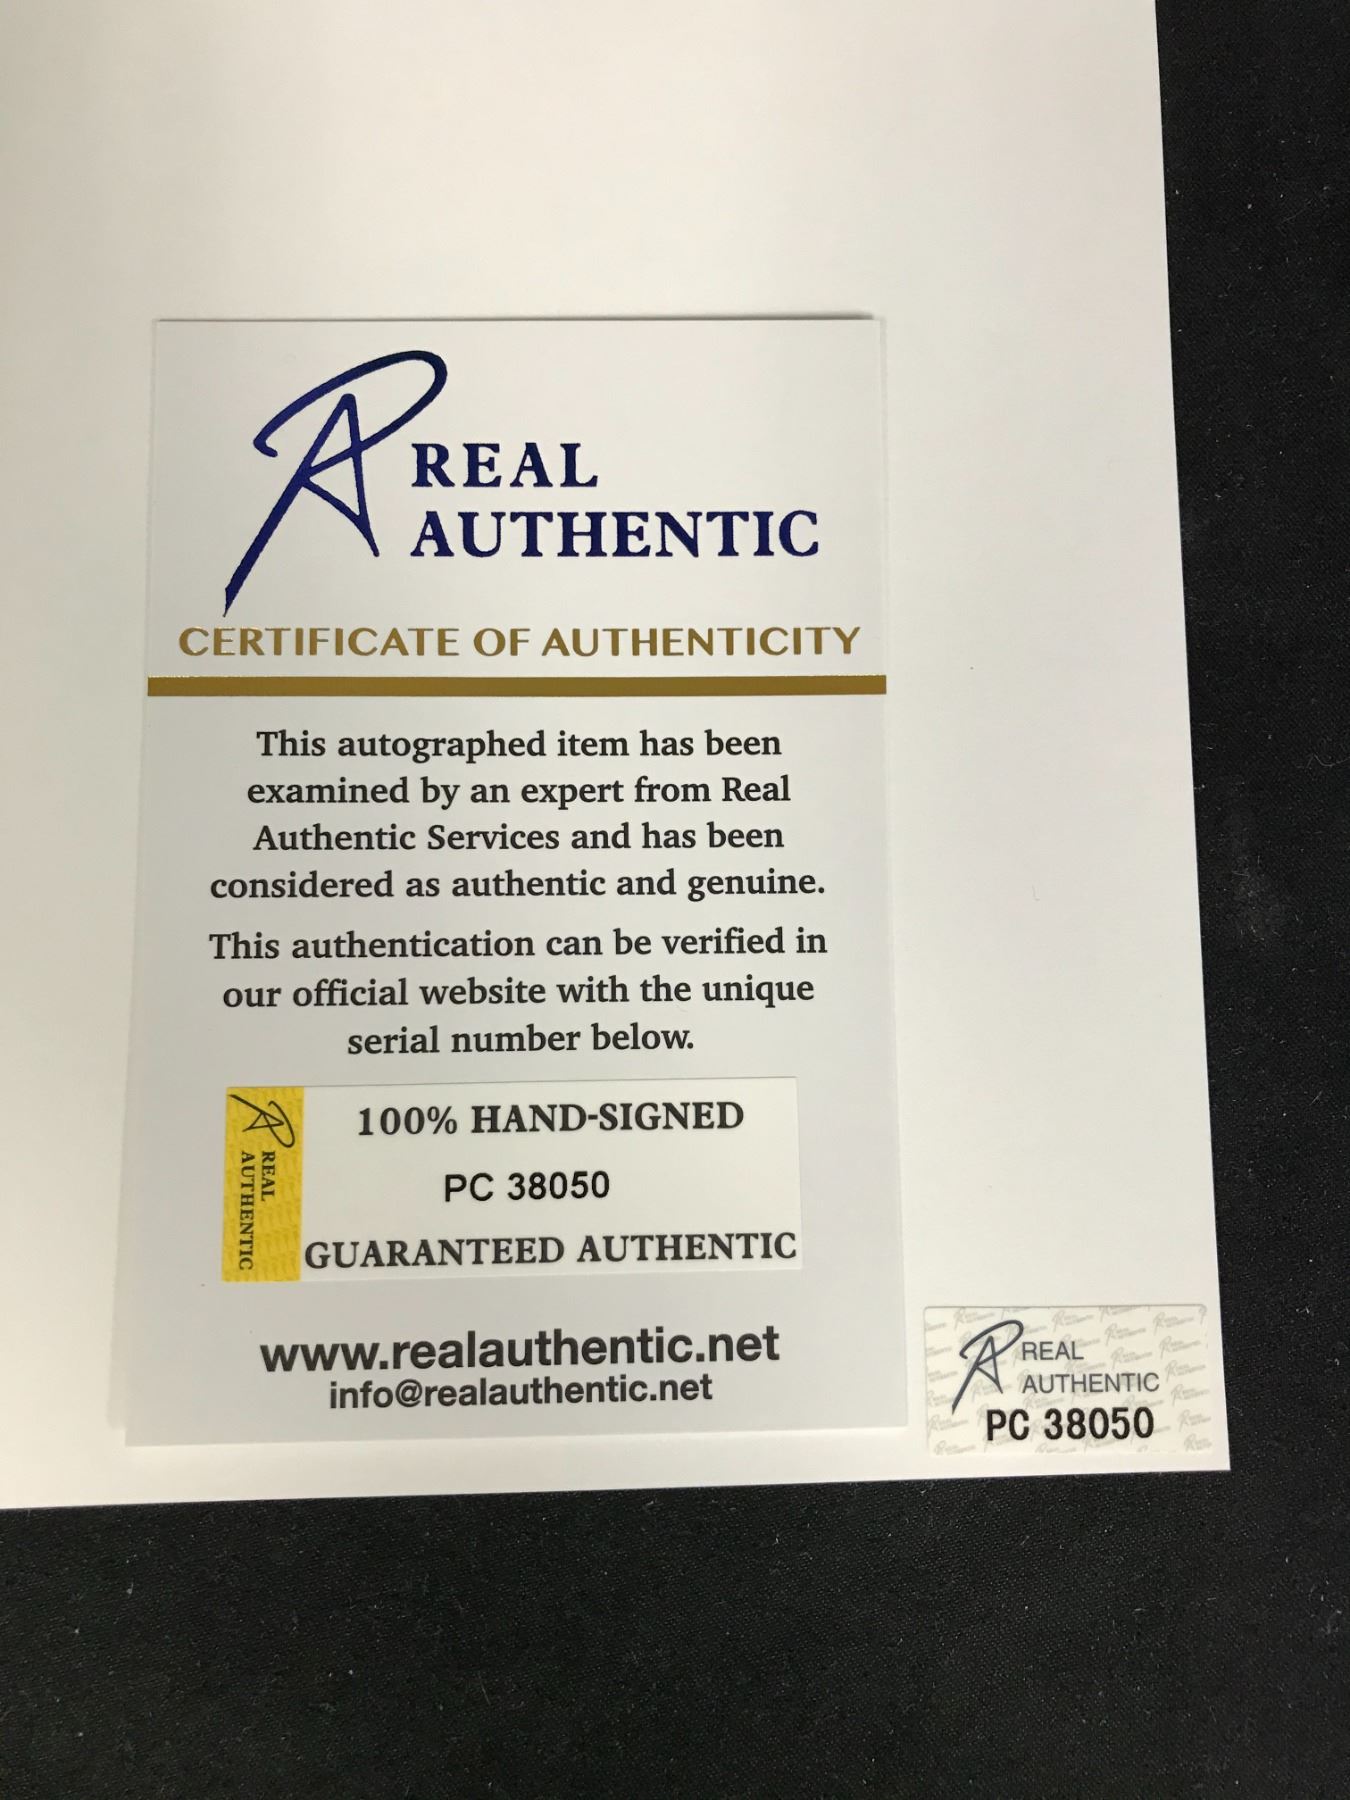 REAL
AUTHENTIC
CERTIFICATE OF AUTHENTICITY
This autographed item has been
examined by an expert from Real
Authentic Services and has been
considered as authentic and genuine.
This authentication can be verified in
our official website with the unique
serial number below.
REAL
AUTHENTIC
100% HAND-SIGNED
PC 38050
GUARANTEED AUTHENTIC
www.realauthentic.net
info@realauthentic.net
REAL
AUTHENTIC
PC 38050